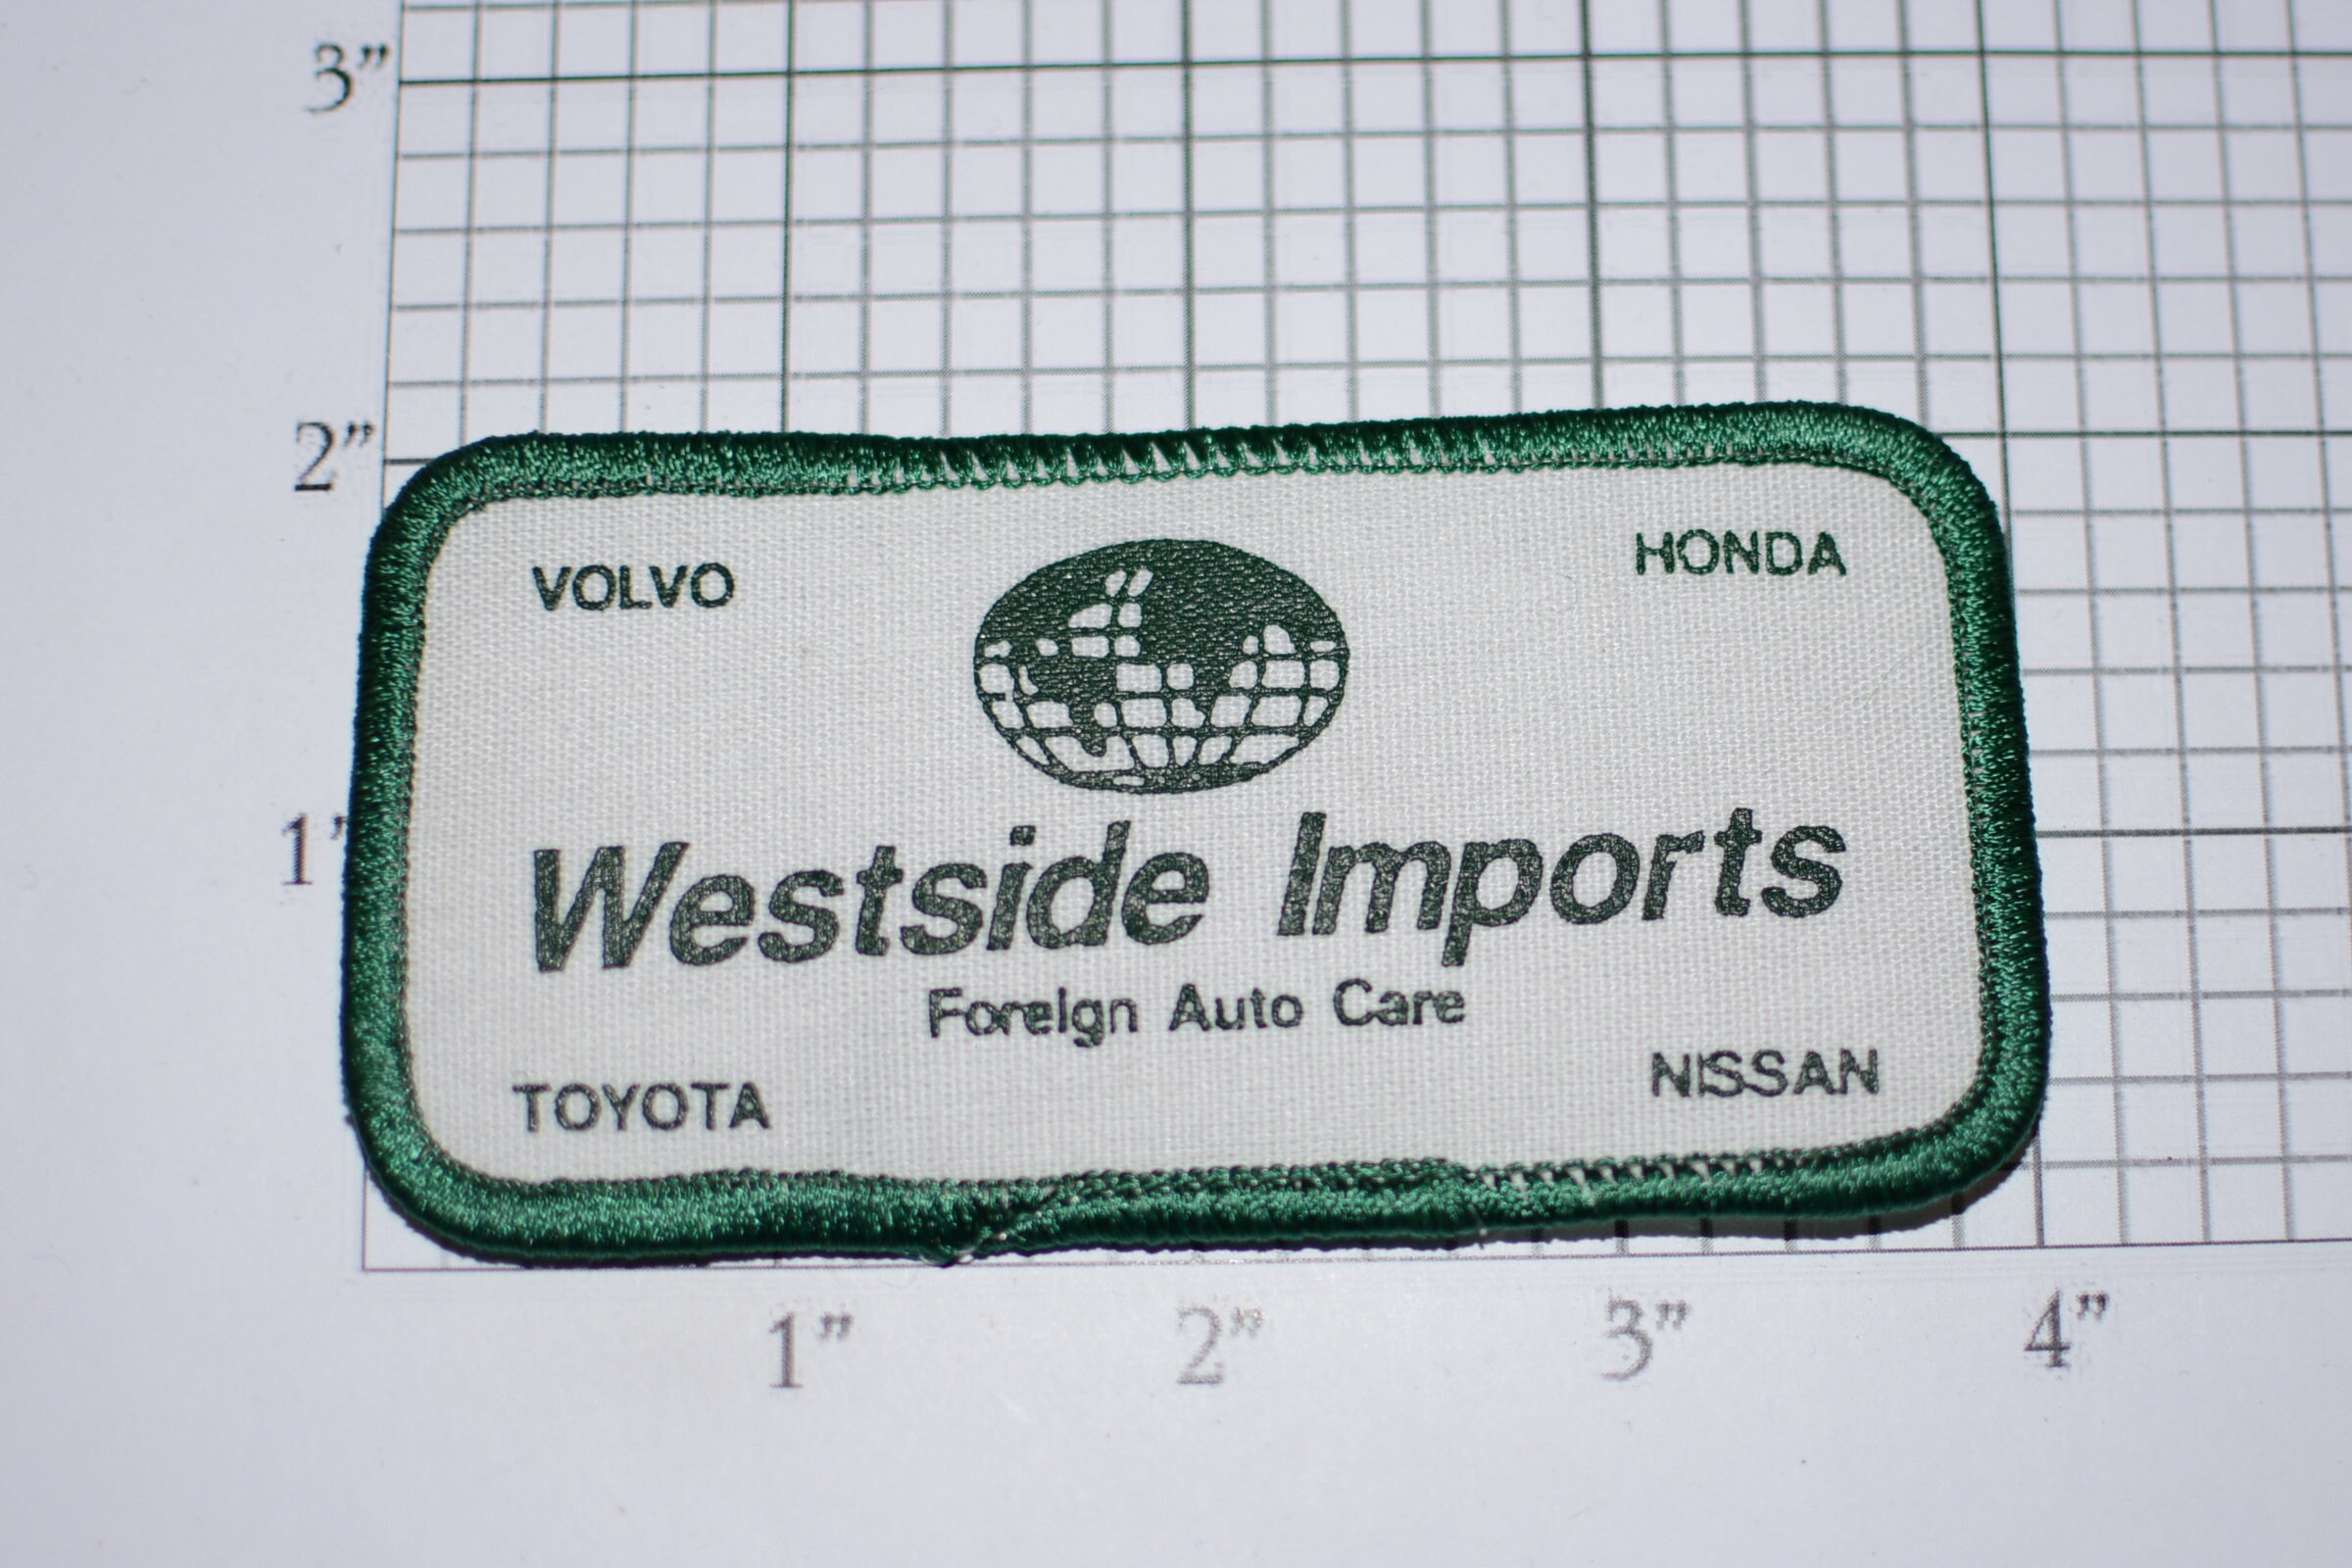 3”
2”
VOLVO
HONDA
1”
Westside Imports
Foreign Auto Care
TOYOTA
NISSAN
1”
2”
3”
4”